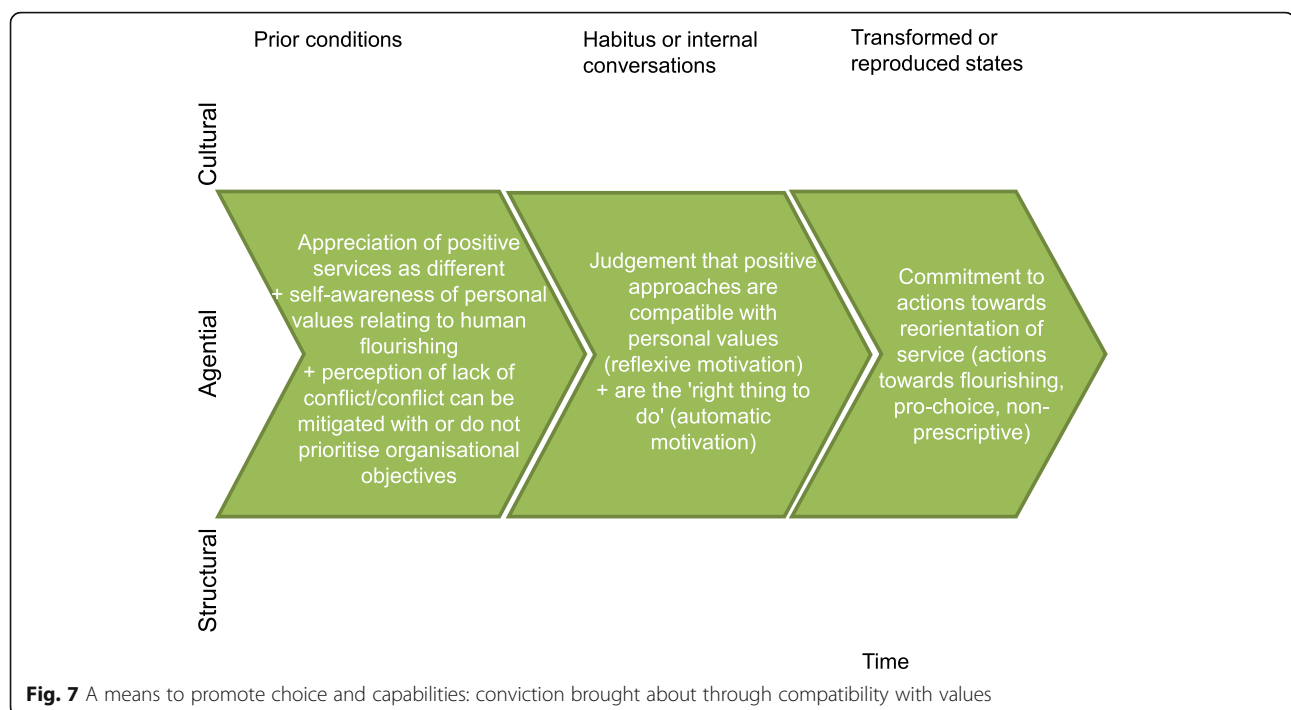 Prior conditions
Habitus or internal
conversations
Transformed or
reproduced states
Cultural
Agential
Structural
Appreciation of positive
services as different
+ self-awareness of personal
values relating to human
flourishing
+ perception of lack of
conflict/conflict can be
mitigated with or do not
prioritise organisational
objectives
Judgement that positive
approaches are
compatible with
personal values
(reflexive motivation)
+ are the 'right thing to
do' (automatic
motivation)
Commitment to
actions towards
reorientation of
service (actions
towards flourishing,
pro-choice, non-
prescriptive)
Time
Fig. 7 A means to promote choice and capabilities: conviction brought about through compatibility with values